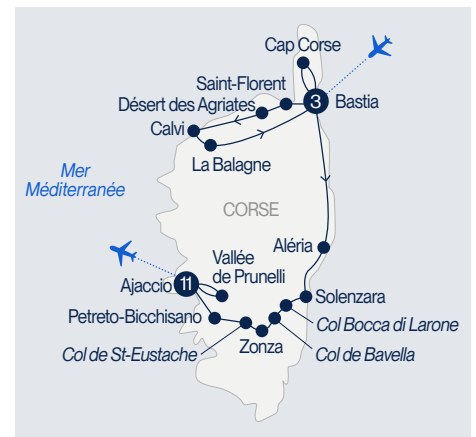 Cap Corse
Saint-Florent
3
Bastia
Désert des Agriates
Calvi
La Balagne
Mer
Méditerranée
CORSE
Aléria
Vallée
de Prunelli
Ajaccio
11
Solenzara
Petreto-Bicchisano
Col Bocca di Larone
Zonza
Col de St-Eustache
Col de Bavella